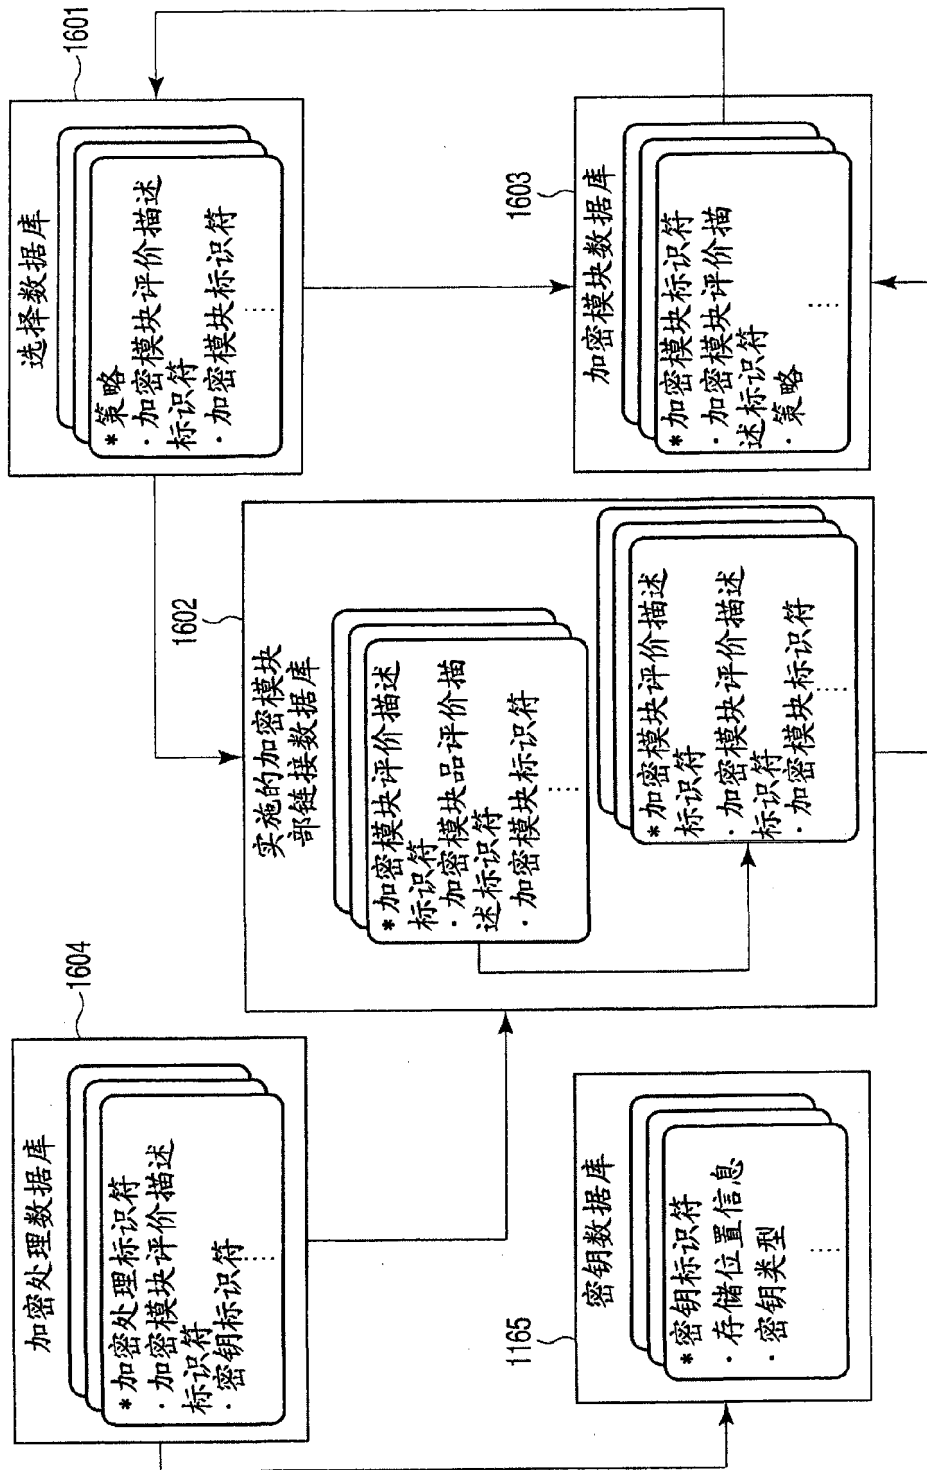 加密处理数据库
1604
*加密处理标识符
·加密模块评价描述
标识符
·密钥标识符
……
密钥数据库
1165
*密钥标识符
·存储位置信息
·密钥类型
……
实施的加密模块
部链接数据库
1602
*加密模块评价描述
标识符
·加密模块品评价描
述标识符
·加密模块标识符
……
*加密模块评价描述
标识符
·加密模块评价描述
标识符
·加密模块标识符
……
选择数据库
1601
*策略
·加密模块评价描述
标识符
·加密模块标识符
……
加密模块数据库
1603
*加密模块标识符
·加密模块评价描
述标识符
·策略
……